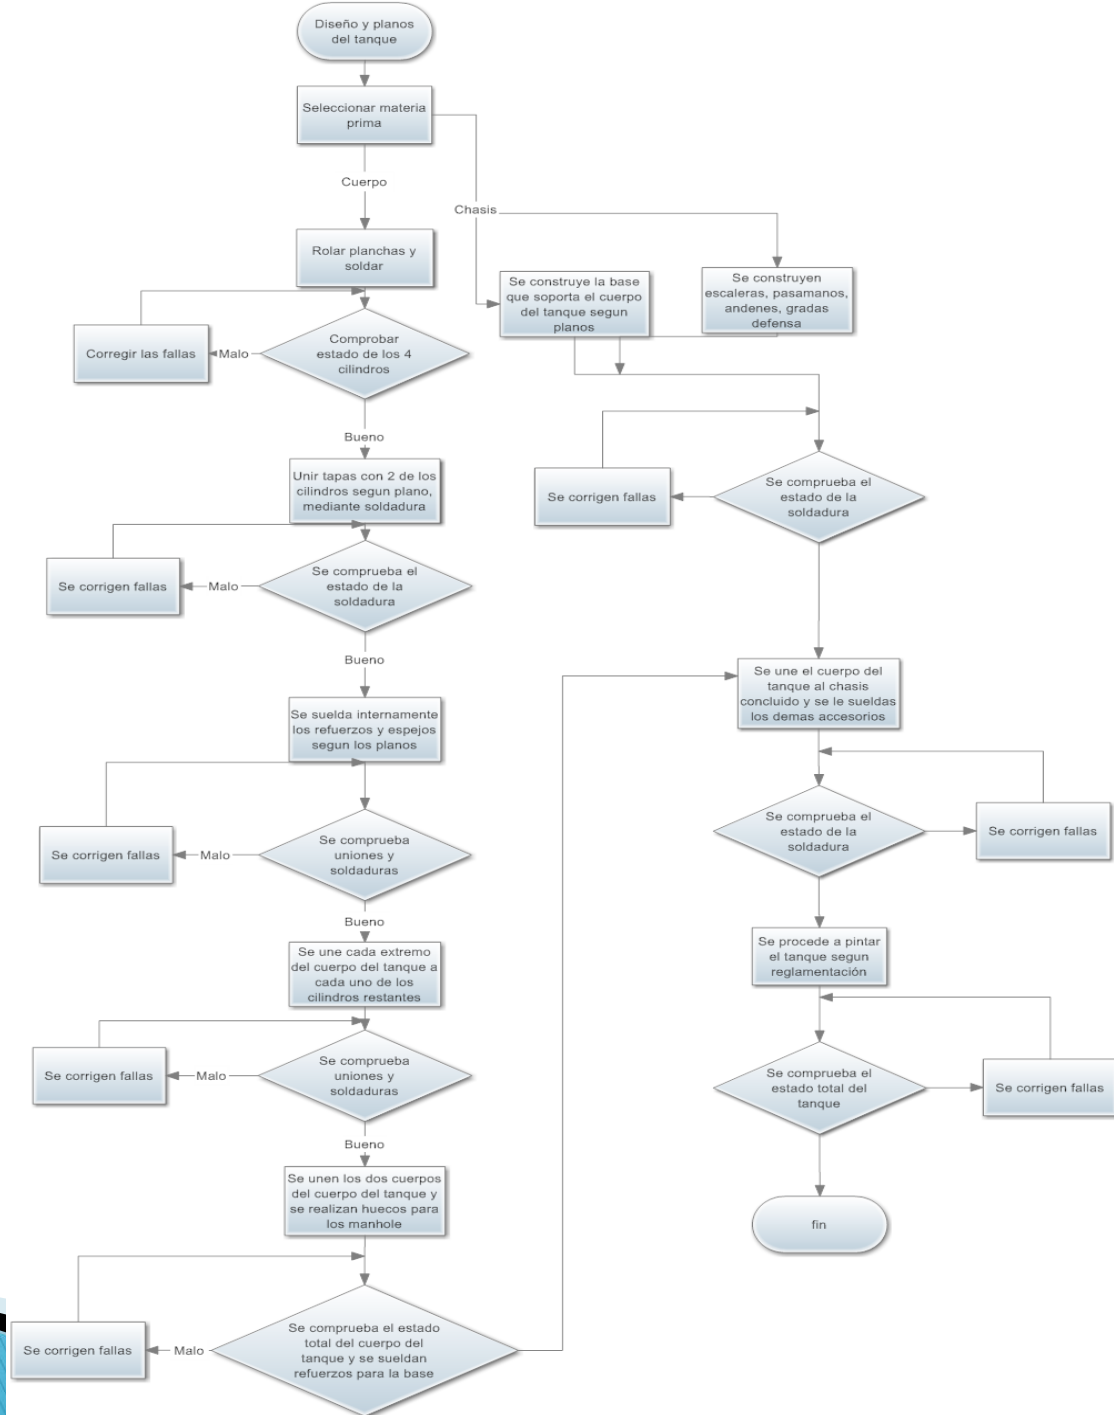 Diseño y planos
del tanque
Seleccionar materia
prima
Cuerpo
Chasis
Rolar planchas y
soldar
Corregir las fallas
Malo
Comprobar
estado de los 4
cilindros
Bueno
Unir tapas con 2 de los
cilindros segun plano,
mediante soldadura
Se corrigen fallas
Malo
Se comprueba el
estado de la
soldadura
Bueno
Se suelda internamente
los refuerzos y espejos
segun los planos
Se corrigen fallas
Malo
Se comprueba
uniones y
soldaduras
Bueno
Se une cada extremo
del cuerpo del tanque a
cada uno de los
cilindros restantes
Se corrigen fallas
Malo
Se comprueba
uniones y
soldaduras
Bueno
Se unen los dos cuerpos
del cuerpo del tanque y
se realizan huecos para
los manhole
Se corrigen fallas
Malo
Se comprueba el estado
total del cuerpo del
tanque y se sueldan
refuerzos para la base
Se construye la base
que soporta el cuerpo
del tanque segun
planos
Se construyen
escaleras, pasamanos,
andenes, gradas
defensa
Se corrigen fallas
Se comprueba el
estado de la
soldadura
Se une el cuerpo del
tanque al chasis
concluido y se le sueldas
los demas accesorios
Se comprueba el
estado de la
soldadura
Se corrigen fallas
Se procede a pintar
el tanque segun
reglamentación
Se comprueba el
estado total del
tanque
Se corrigen fallas
fin